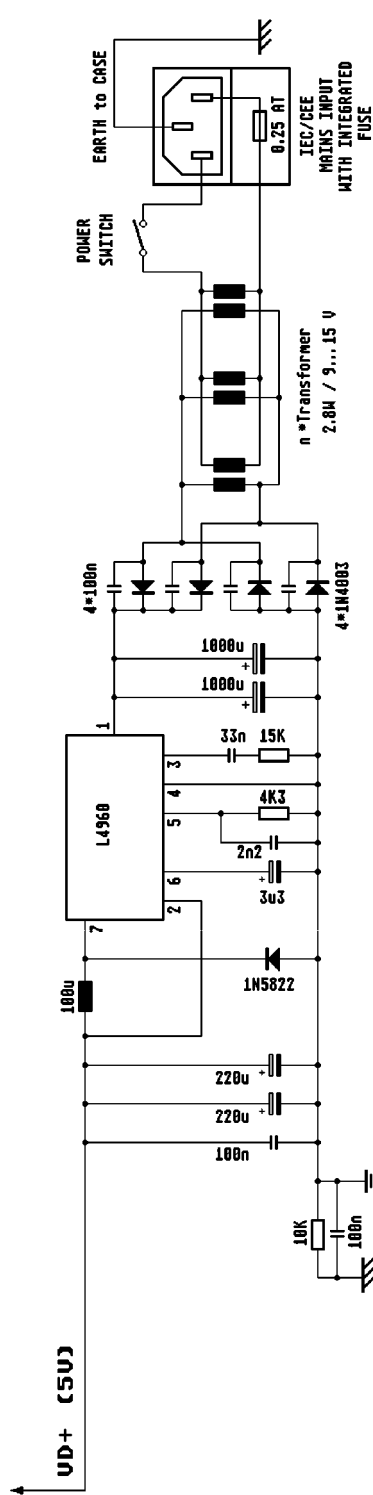 EARTH to CASE
0.25 AT
IEC/CEE
MAINS INPUT
WITH INTEGRATED
FUSE
POWER
SWITCH
n *Transformer
2.8W / 9...15 V
4*100n
4*1N4003
1000u
+
1000u
+
1
L4960
3
33n
15K
4
5
4K3
2n2
6
+
3u3
2
7
1N5822
100u
220u
+
220u
+
100n
10K
100n
VD+ (5V)